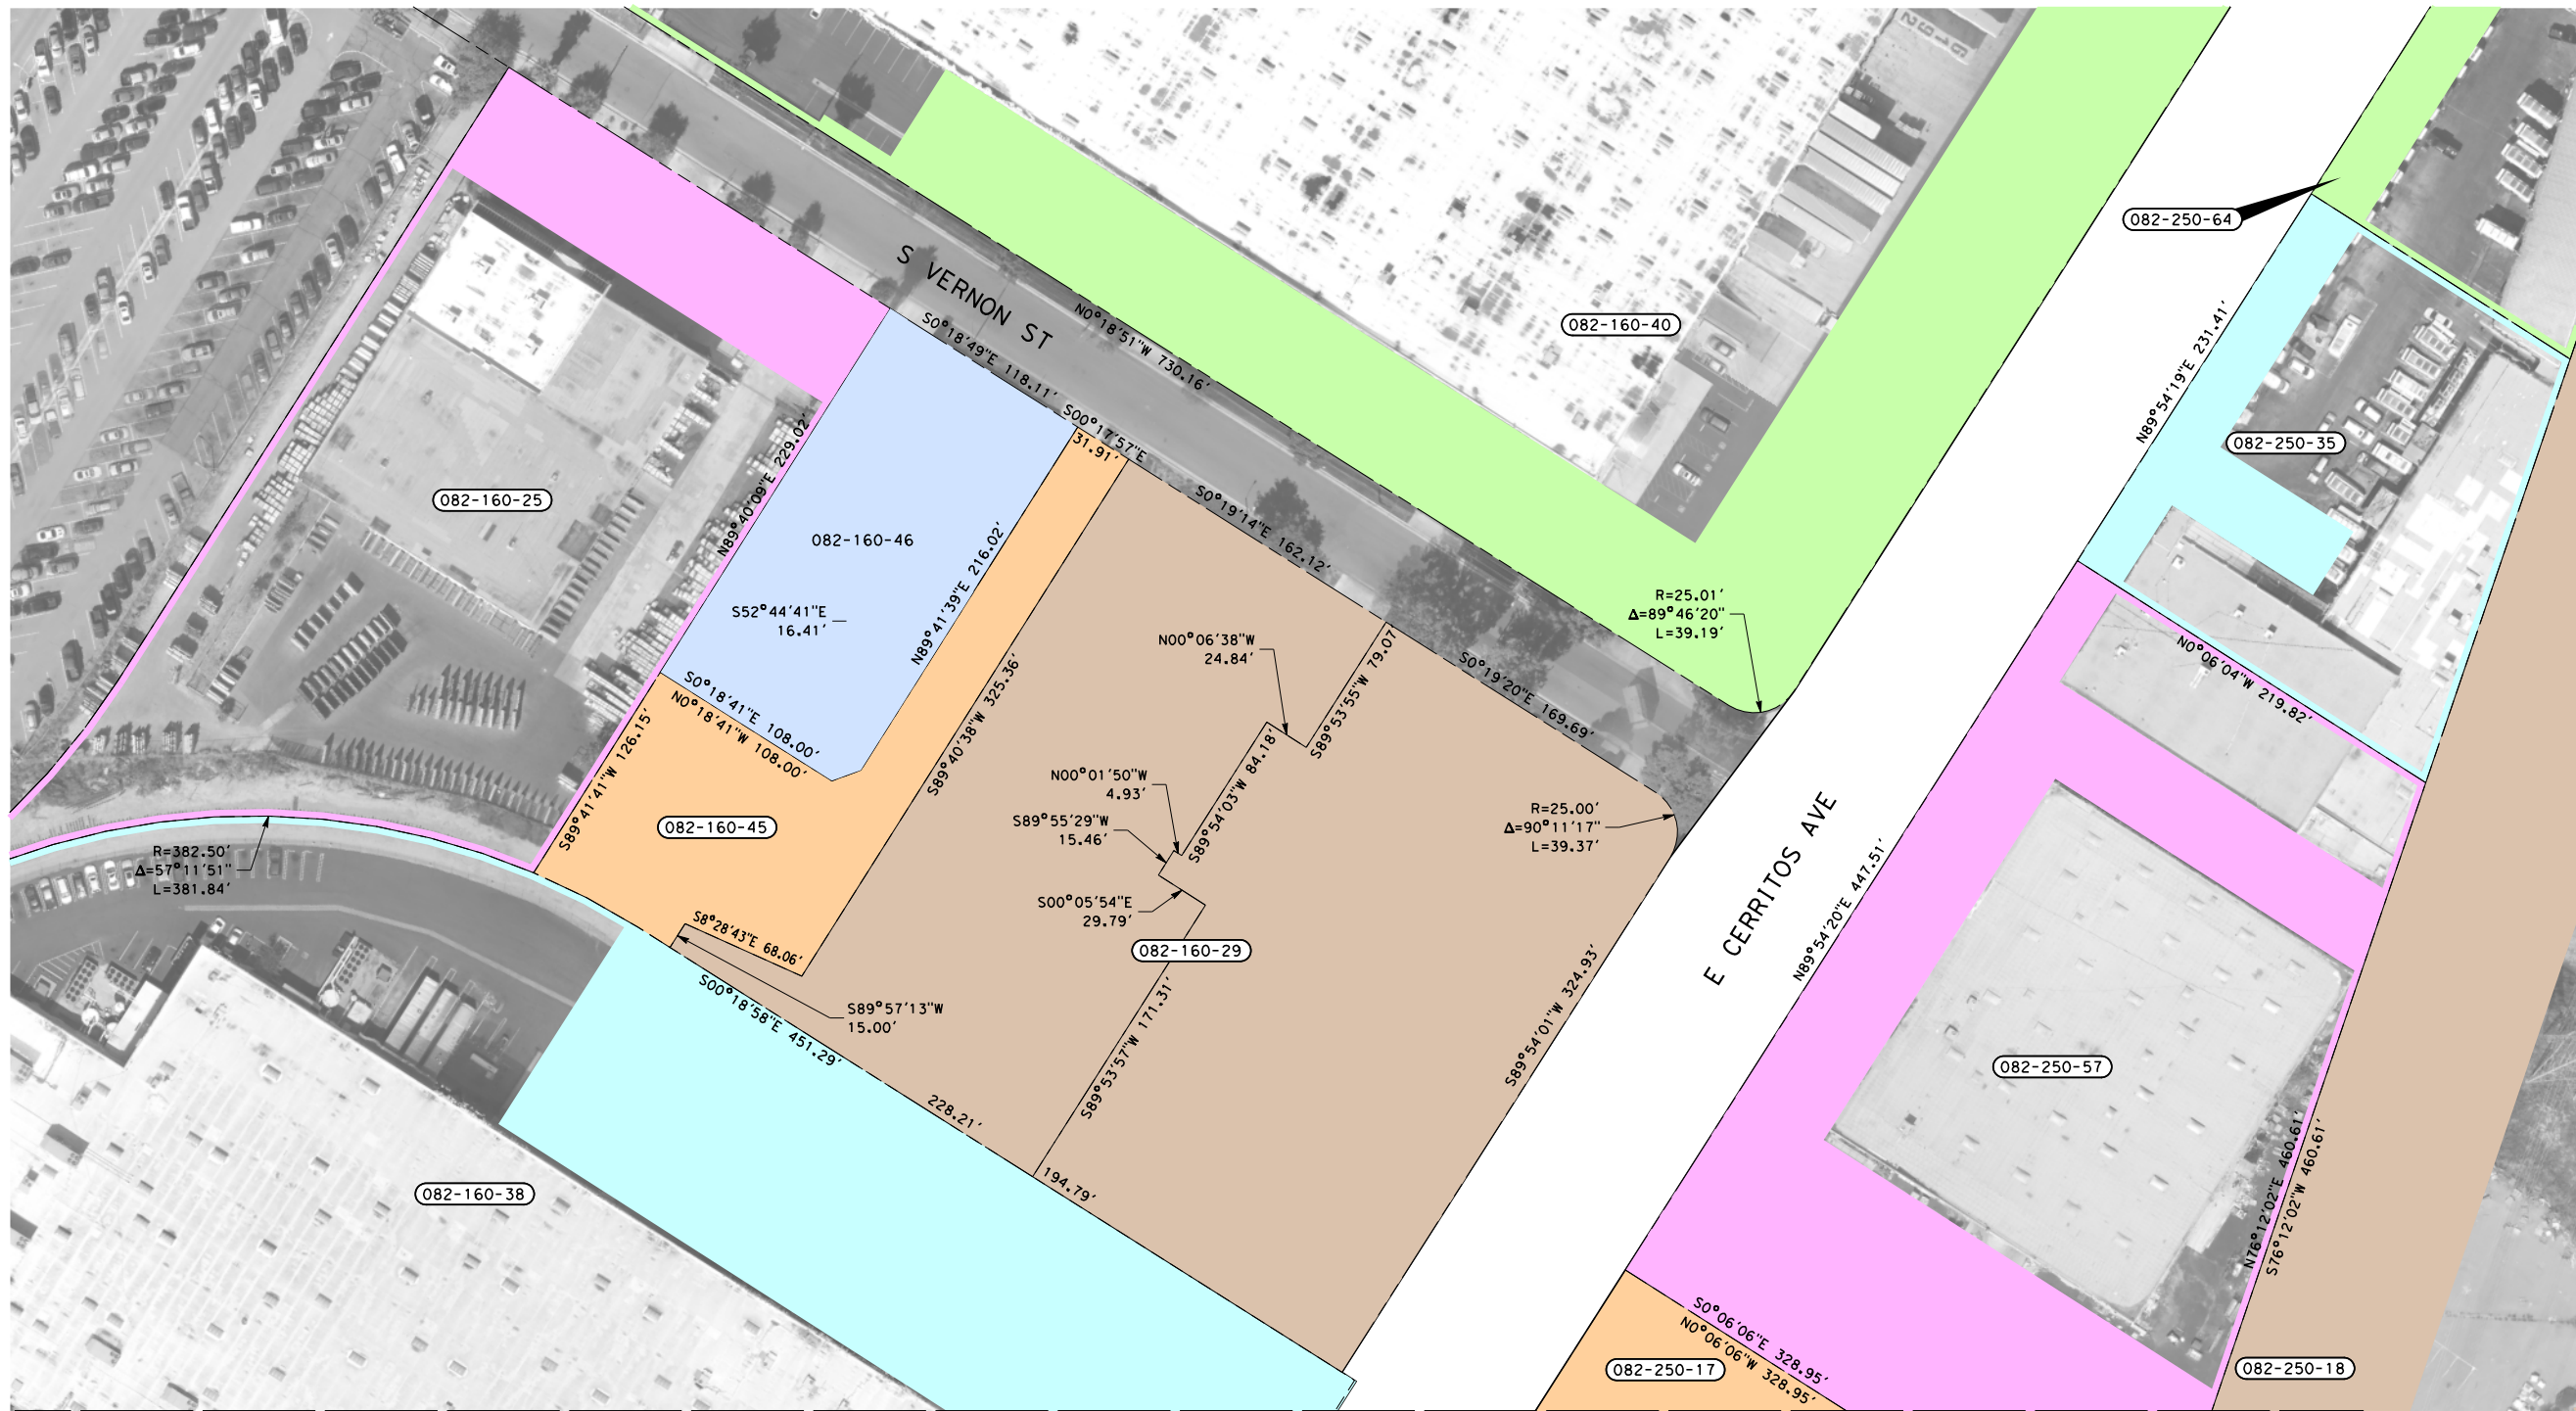 082-250-64
S VERNON ST
N0°18'51"W 730.16'
S0°18'49"E 118.11'
082-160-40
N89°54'19"E 231.41'
082-250-35
S00°17'57"E
31.91'
N89°40'09"E 229.02'
082-160-25
082-160-46
S0°19'14"E 162.12'
N89°41'39"E 216.02'
S52°44'41"E
16.41'
R=25.01'
Δ=89°46'20"
L=39.19'
N00°06'38"W
24.84'
S89°53'55"W 79.07
S0°19'20"E 169.69'
N0°06'04"W 219.82'
S0°18'41"E 108.00'
N0°18'41"W 108.00'
S89°40'38"W 325.36'
S89°41'41"W 126.15'
S89°54'03"W 84.18'
N00°01'50"W
4.93'
S89°55'29"W
15.46'
082-160-45
R=25.00'
Δ=90°11'17"
L=39.37'
R=382.50'
Δ=57°11'51"
L=381.84'
E CERRITOS AVE
N89°54'20"E 447.51'
S00°05'54"E
29.79'
082-160-29
S8°28'43"E 68.06'
S89°57'13"W
15.00'
S00°18'58"E 451.29'
S89°53'57"W 171.31'
S89°54'01"W 324.93'
228.21'
194.79'
082-160-38
082-250-57
N76°12'02"E 460.61'
S76°12'02"W 460.61'
S0°06'06"E 328.95'
N0°06'06"W 328.95'
082-250-17
082-250-18